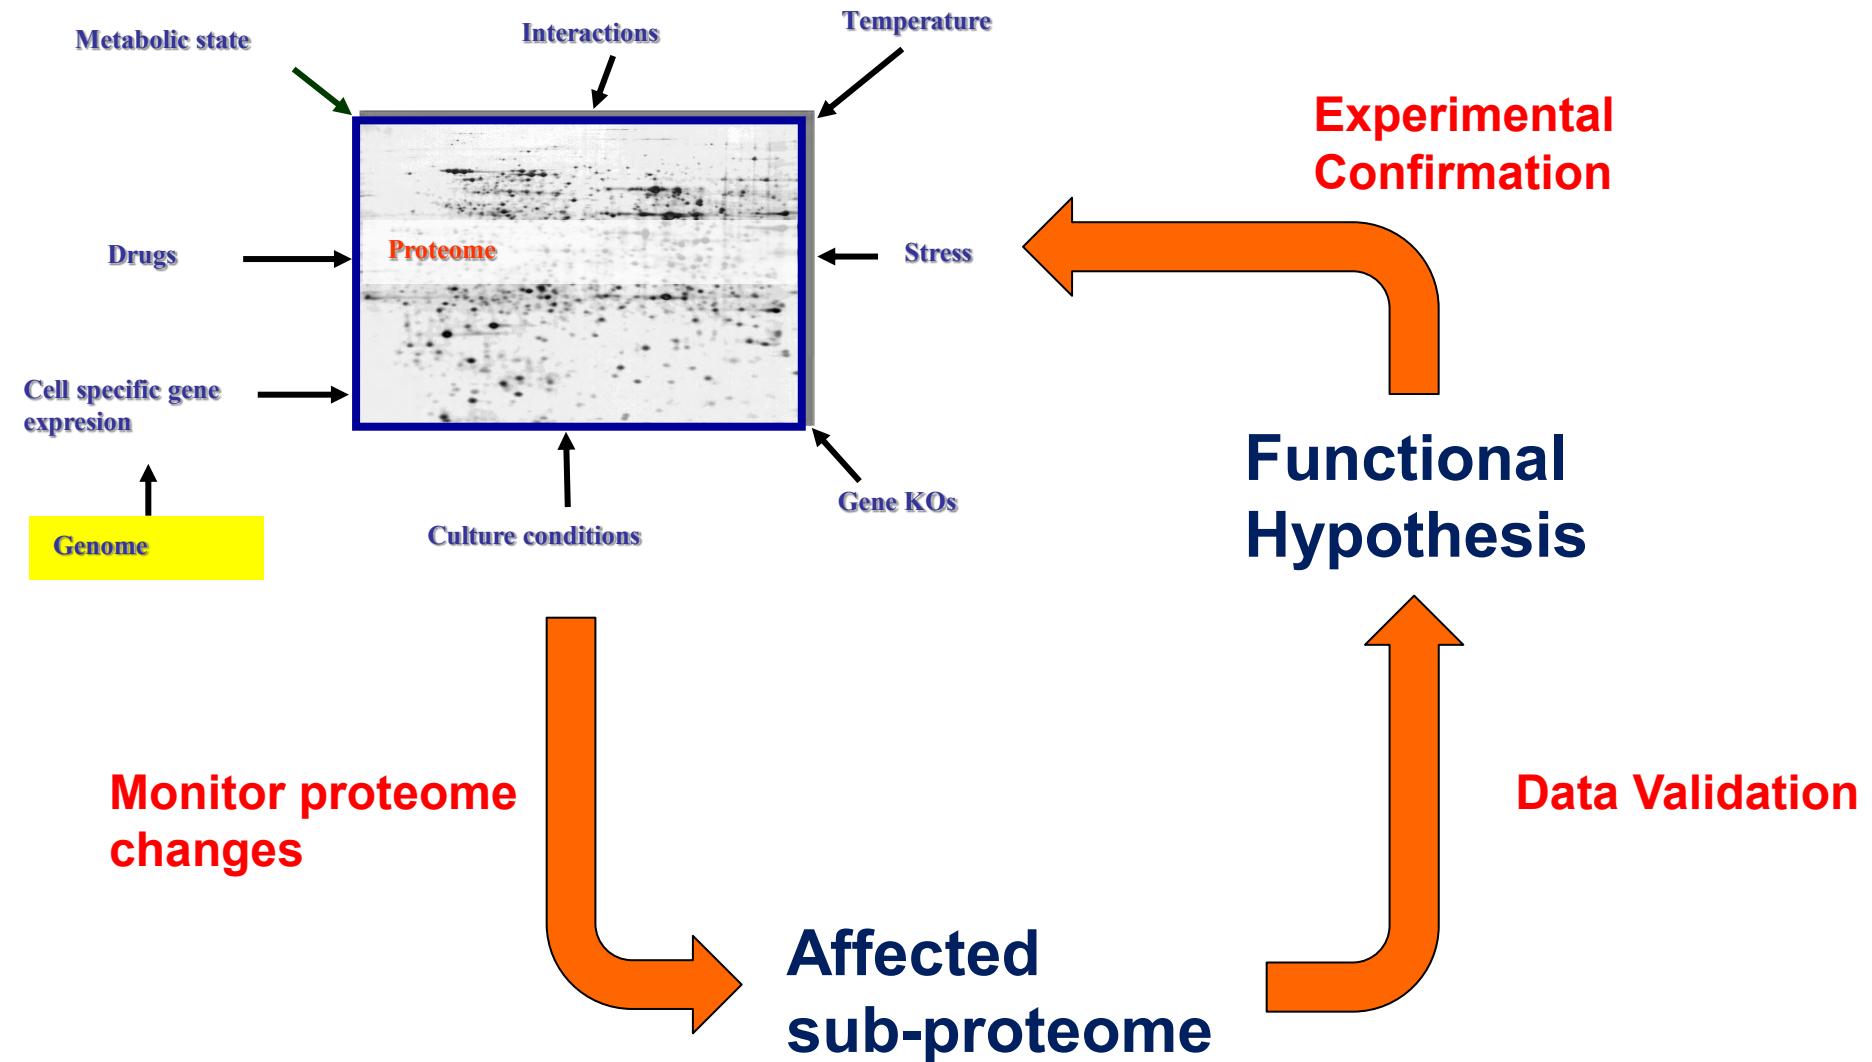 Metabolic state
Interactions
Temperature
Experimental
Confirmation
Drugs
Proteome
Stress
Cell specific gene
expresion
Genome
Culture conditions
Gene KOs
Functional
Hypothesis
Monitor proteome
changes
Data Validation
Affected
sub-proteome